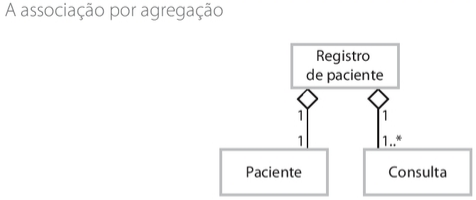 A associação por agregação
Registro
de paciente
1
1
1
1..*
Paciente
Consulta